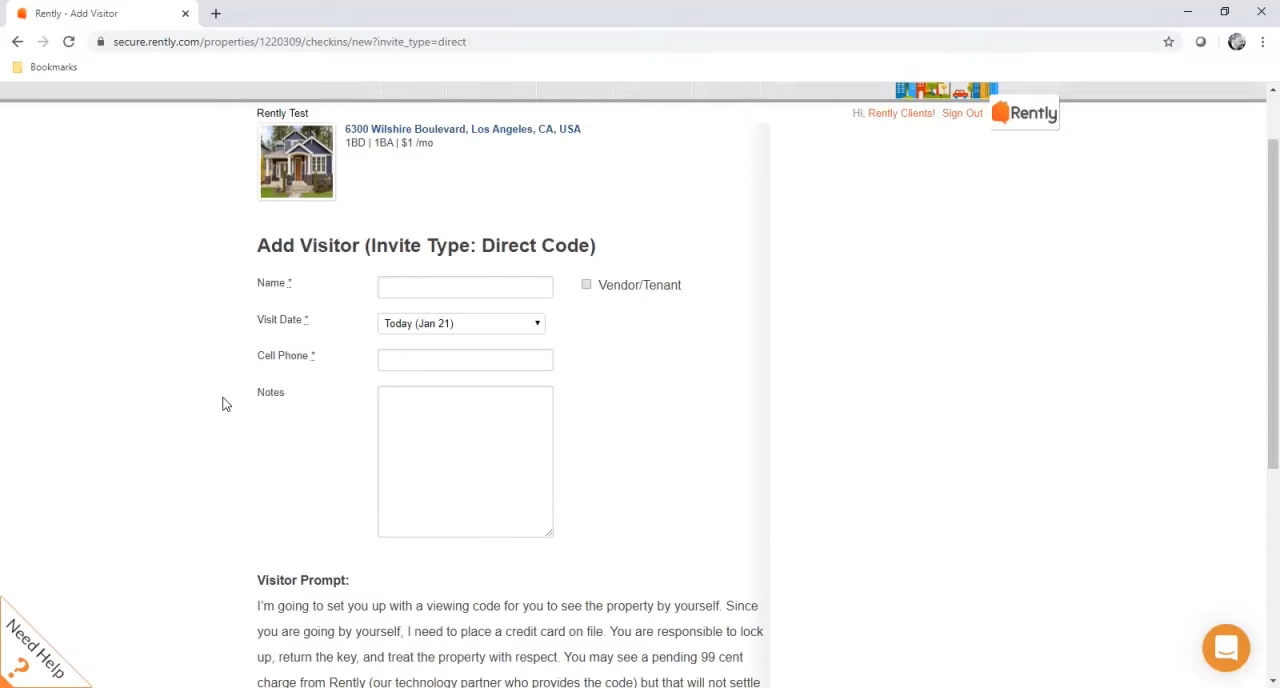 Rently - Add Visitor
secure.rently.com/properties/1220309/checkins/new?invite_type=direct
Bookmarks
Rently Test
Hi, Rently Clients! Sign Out
Rently
6300 Wilshire Boulevard, Los Angeles, CA, USA
1BD | 1BA | $1 /mo
Add Visitor (Invite Type: Direct Code)
Name *
Vendor/Tenant
Visit Date *
Today (Jan 21)
Cell Phone *
Notes
Visitor Prompt:
I'm going to set you up with a viewing code for you to see the property by yourself. Since
you are going by yourself, I need to place a credit card on file. You are responsible to lock
up, return the key, and treat the property with respect. You may see a pending 99 cent
charge from Rently (our technology partner who provides the code) but that will not settle
Need Help
?